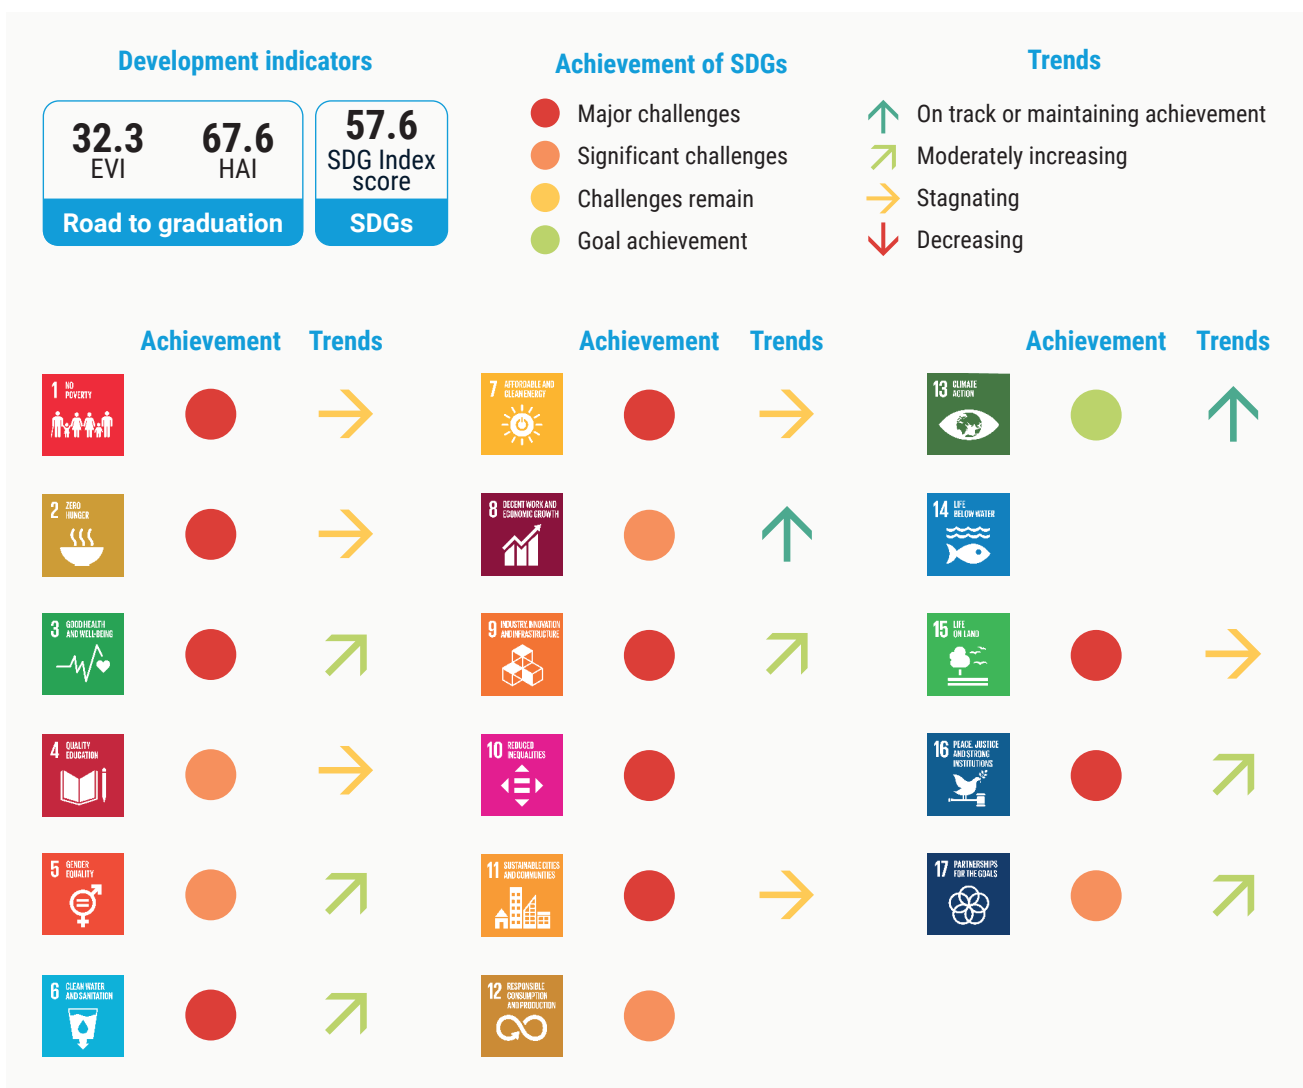 Development indicators
32.3
EVI
67.6
HAI
Road to graduation
57.6
SDG Index
score
SDGs
Achievement of SDGs
Major challenges
Significant challenges
Challenges remain
Goal achievement
Trends
On track or maintaining achievement
Moderately increasing
Stagnating
Decreasing
Achievement Trends
1 NO
POVERTY
2 ZERO
HUNGER
3 GOOD HEALTH
AND WELL-BEING
4 QUALITY
EDUCATION
5 GENDER
EQUALITY
6 CLEAN WATER
AND SANITATION
Achievement Trends
7 AFFORDABLE AND
CLEAN ENERGY
8 DECENT WORK AND
ECONOMIC GROWTH
9 INDUSTRY, INNOVATION
AND INFRASTRUCTURE
10 REDUCED
INEQUALITIES
11 SUSTAINABLE CITIES
AND COMMUNITIES
12 RESPONSIBLE
CONSUMPTION
AND PRODUCTION
Achievement Trends
13 CLIMATE
ACTION
14 LIFE
BELOW WATER
15 LIFE
ON LAND
16 PEACE, JUSTICE
AND STRONG
INSTITUTIONS
17 PARTNERSHIPS
FOR THE GOALS